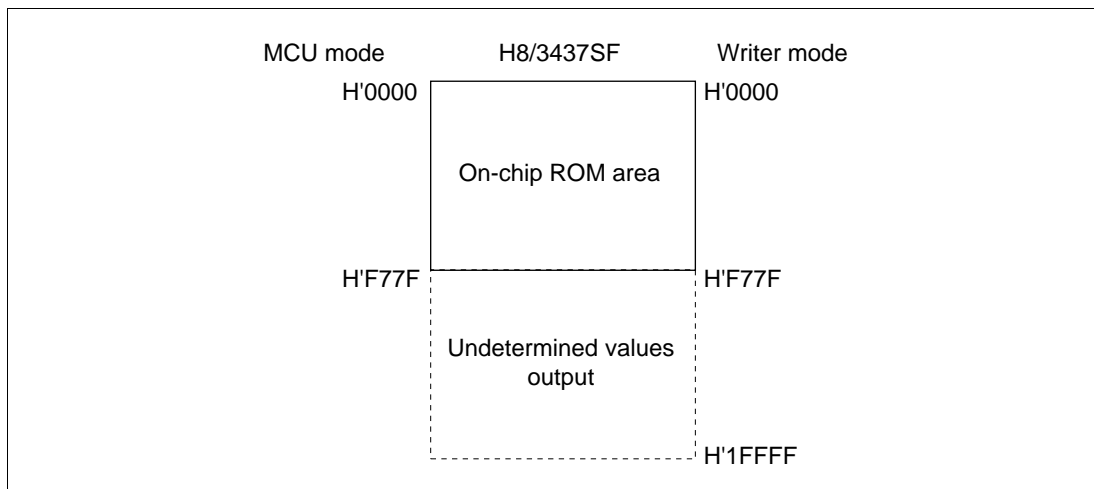 MCU mode H8/3437SF Writer mode
H'0000 H'0000
On-chip ROM area
H'F77F H'F77F
Undetermined values
output
H'1FFFF